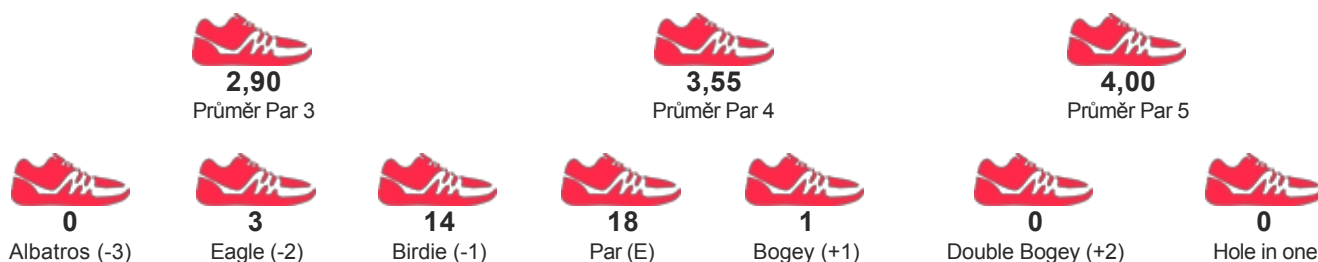 2,90 3,55 4,00
Průměr Par 3 Průměr Par 4 Průměr Par 5
0 3 14 18 1 0 0
Albatros (-3) Eagle (-2) Birdie (-1) Par (E) Bogey (+1) Double Bogey (+2) Hole in one